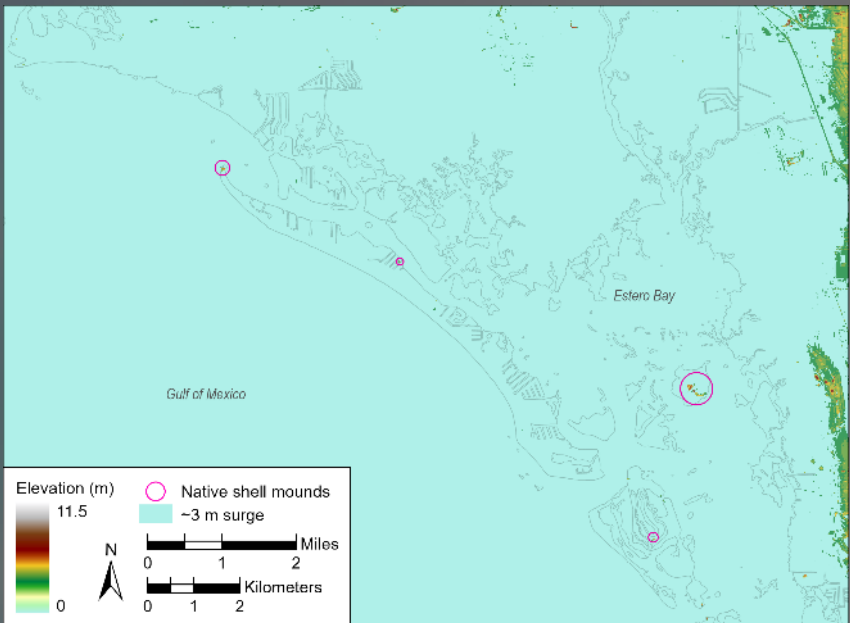 Estero Bay
Gulf of Mexico
Elevation (m)
11.5
0
N
Native shell mounds
~3 m surge
Miles
0 1 2
Kilometers
0 1 2